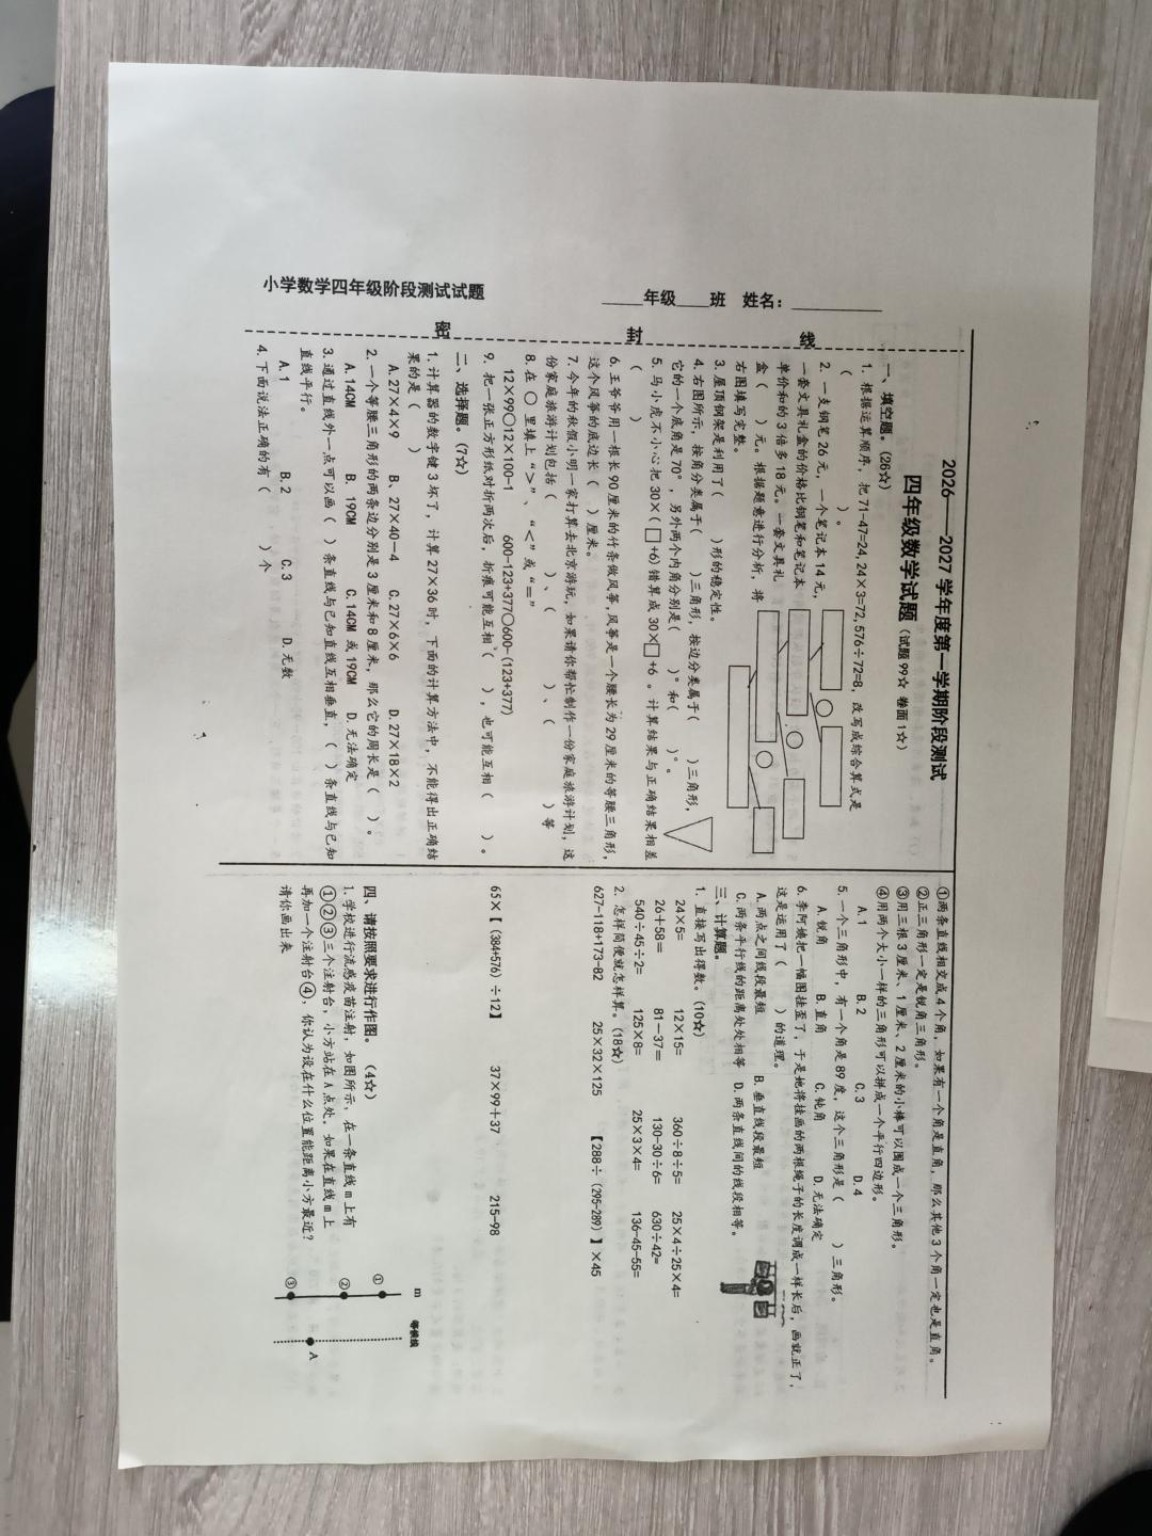 小学数学四年级阶段测试试题
____年级____班 姓名：________
密 封 线
2026——2027学年度第一学期阶段测试
四年级数学试题（试题99☆ 卷面1☆）
一、填空题。（26☆）
1. 根据运算顺序，把71-47=24,24×3=72,576÷72=8，改写成综合算式是
（ ）。
2. 一支钢笔26元，一个笔记本14元，
一套文具礼盒的价格比钢笔和笔记本
单价和的3倍多18元。一套文具礼
盒（ ）元。根据题意进行分析，将
右图填写完整。
3. 屋顶钢架是利用了（ ）形的稳定性。
4. 右图所示，按角分类属于（ ）三角形，按边分类属于（ ）三角形，
它的一个底角是70°，另外两个内角分别是（ ）°和（ ）°。
5. 马小虎不小心把30×（□+6）错算成30×□+6，计算结果与正确结果相差
（ ）
6. 王爷爷用一根长90厘米的竹条做风筝，风筝是一个腰长为29厘米的等腰三角形，
这个风筝的底边长（ ）厘米。
7. 今年的秋假小明一家打算去北京游玩，如果请你帮忙制作一份家庭旅游计划，这
份家庭旅游计划包括（ ）、（ ）、（ ）等
8. 在○里填上“>”、“<”或“=”
12×99○12×100-1 600-123+377○600-(123+377)
9. 把一张正方形纸对折两次后，折痕可能互相（ ），也可能互相（ ）。
二、选择题。（7☆）
1. 计算器的数字键3坏了，计算27×36时，下面的计算方法中，不能得出正确结
果的是（ ）
A. 27×4×9 B. 27×40—4 C. 27×6×6 D. 27×18×2
2. 一个等腰三角形的两条边分别是3厘米和8厘米，那么它的周长是（ ）。
A. 14CM B. 19CM C. 14CM或19CM D. 无法确定
3. 通过直线外一点可以画（ ）条直线与已知直线互相垂直，（ ）条直线与已知
直线平行。
A. 1 B. 2 C. 3 D. 无数
4. 下面说法正确的有（ ）个
①两条直线相交成4个角，如果有一个角是直角，那么其他3个角一定也是直角。
②正三角形一定是锐角三角形。
③用三根3厘米、1厘米、2厘米的小棒可以围成一个三角形。
④用两个大小一样的三角形可以拼成一个平行四边形。
A. 1 B. 2 C. 3 D. 4
5. 一个三角形中，有一个角是89度，这个三角形是（ ）三角形。
A. 锐角 B. 直角 C. 钝角 D. 无法确定
6. 李阿姨把一幅图挂歪了，于是她将挂画的两根绳子的长度调成一样长后，画就正了，
这是运用了（ ）的道理。
A. 两点之间线段最短 B. 垂直线段最短
C. 两条平行线的距离处处相等 D. 两条直线间的线段相等。
三、计算题。
1. 直接写出得数。（10☆）
24×5= 12×15= 360÷8÷5= 25×4÷25×4=
26+58= 81—37= 130-30÷6= 630÷42=
540÷45÷2= 125×8= 25×3×4= 136-45-55=
2. 怎样简便就怎样算。（18☆）
627-118+173-82 25×32×125 【288÷（295-289）】×45
65×【（384+576）÷12】 37×99+37 215-98
四、请按照要求进行作图。（4☆）
1. 学校进行流感疫苗注射，如图所示，在一条直线m上有
①②③三个注射台，小方站在A点处，如果在直线m上
再加一个注射台④，你认为设在什么位置能距离小方最近？
请你画出来
m 等候线
①
②
③ A